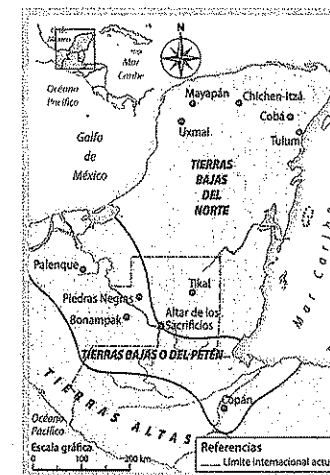 Mar
Caribe
Océano
Pacífico
N
Golfo
de
México
Mayapán
Chichen-Itzá
Cobá
Uxmal
Tulum
TIERRAS
BAJAS
DEL
NORTE
Mar Caribe
Palenque
Tikal
Piedras Negras
Bonampak
Altar de los
Sacrificios
TIERRAS BAJAS O DEL PETÉN
TIERRAS ALTAS
Copán
Océano
Pacífico
Escala gráfica
0 100 200 km
Referencias
Límite internacional actu